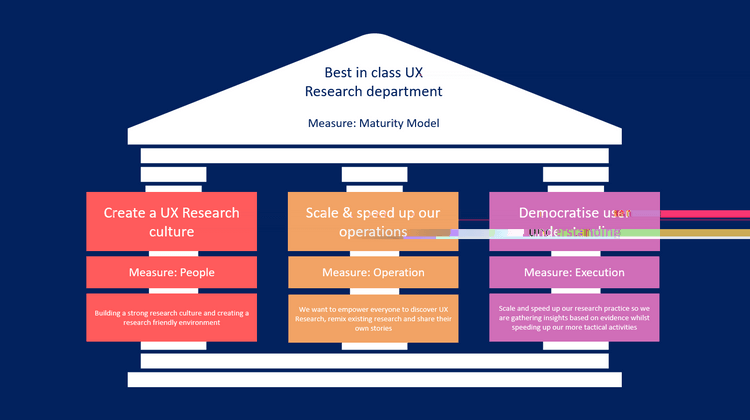 Best in class UX
Research department
Measure: Maturity Model
Create a UX Research
culture
Measure: People
Building a strong research culture and creating a
research friendly environment
Scale & speed up our
operations
Measure: Operation
We want to empower everyone to discover UX
Research, remix existing research and share their
own stories
Democratise user
understanding
Measure: Execution
Scale and speed up our research practice so we
are gathering insights based on evidence whilst
speeding up our more tactical activities